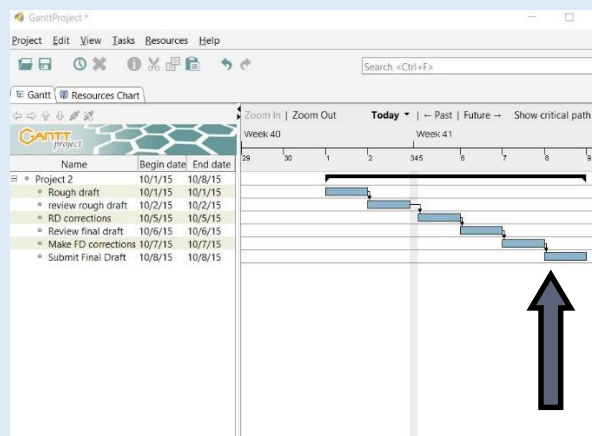 GanttProject *
Project Edit View Tasks Resources Help
Search <Ctrl+F>
Gantt Resources Chart
Zoom In | Zoom Out Today ▾ | ← Past | Future → Show critical path
GANTT project
Week 40 Week 41
Name Begin date End date
29 30 1 2 345 6 7 8 9
Project 2 10/1/15 10/8/15
Rough draft 10/1/15 10/1/15
review rough draft 10/2/15 10/2/15
RD corrections 10/5/15 10/5/15
Review final draft 10/6/15 10/6/15
Make FD corrections 10/7/15 10/7/15
Submit Final Draft 10/8/15 10/8/15